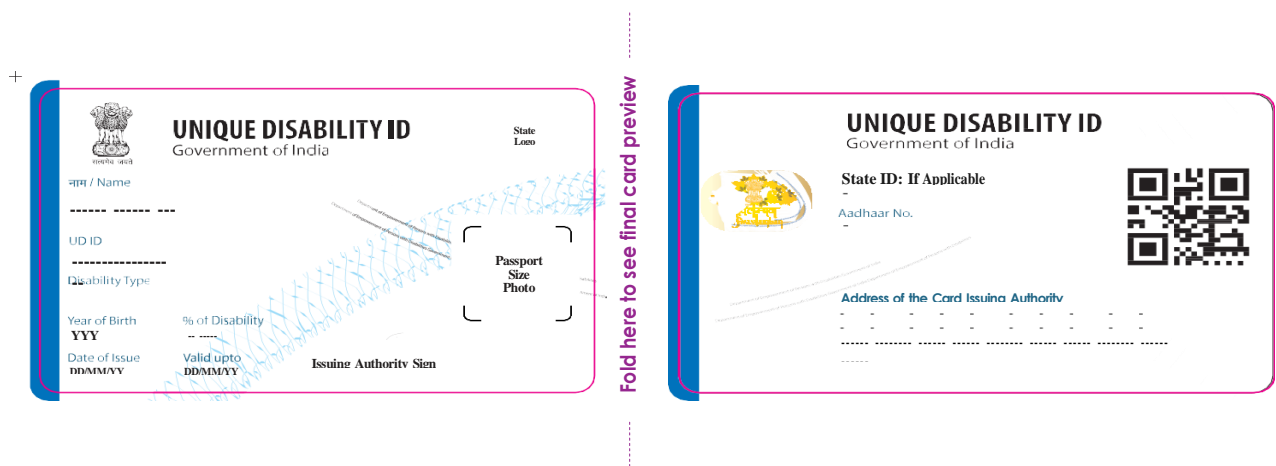 सत्यमेव जयते
UNIQUE DISABILITY ID
Government of India
State
Logo
नाम / Name
------ ------ ---
UD ID
----------------
Disability Type
--
Passport
Size
Photo
Year of Birth
YYY
% of Disability
-- -----
Date of Issue
DD/MM/YY
Valid upto
DD/MM/YY
Issuing Authority Sign
Fold here to see final card preview
UNIQUE DISABILITY ID
Government of India
State ID: If Applicable
-
Aadhaar No.
-
Address of the Card Issuing Authority
- - - - - - - - - -
- - - - - - - - - -
------ -------- ------ ------ -------- ------ ------ -------- ------
------